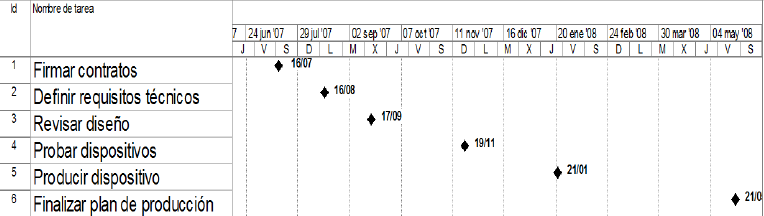 Id Nombre de tarea
7 24 jun '07 29 jul '07 02 sep '07 07 oct '07 11 nov '07 16 dic '07 20 ene '08 24 feb '08 30 mar '08 04 may '08
J V S D L M X J V S D L M X J V S D L M X
1 Firmar contratos 16/07
2 Definir requisitos técnicos 16/08
3 Revisar diseño 17/09
4 Probar dispositivos 19/11
5 Producir dispositivo 21/01
6 Finalizar plan de producción 21/0